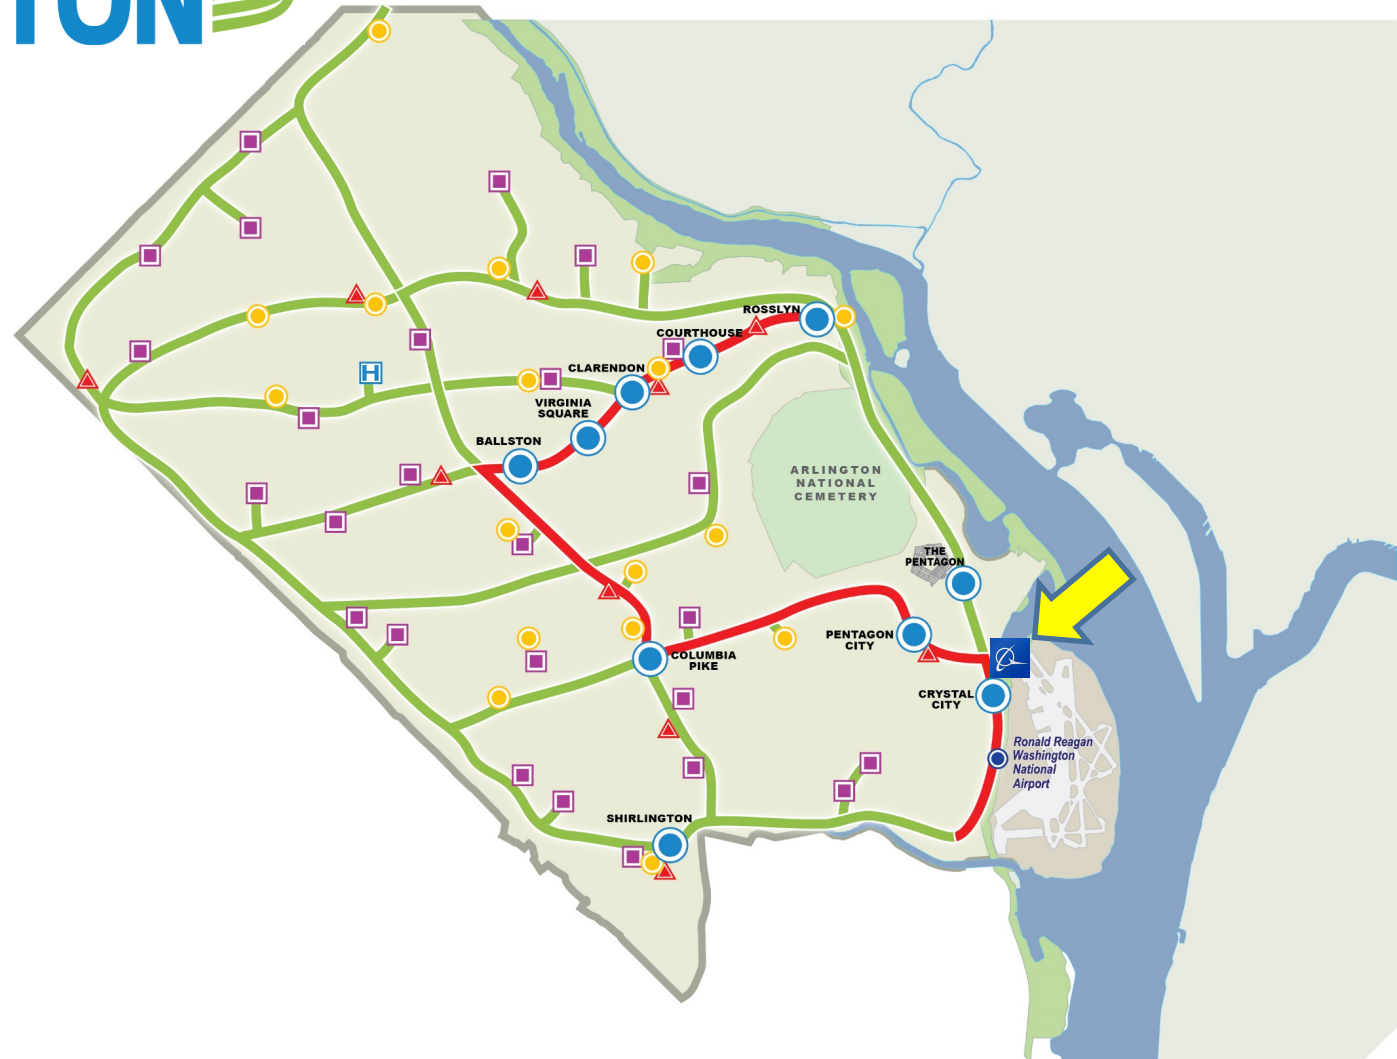 TON
ROSSLYN
COURTHOUSE
CLARENDON
VIRGINIA
SQUARE
BALLSTON
H
ARLINGTON
NATIONAL
CEMETERY
THE
PENTAGON
PENTAGON
CITY
COLUMBIA
PIKE
CRYSTAL
CITY
Ronald Reagan
Washington
National
Airport
SHIRLINGTON